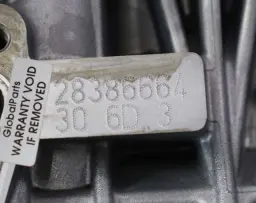 GlobalParts
WARRANTY VOID
IF REMOVED
28386664
30 6D 3